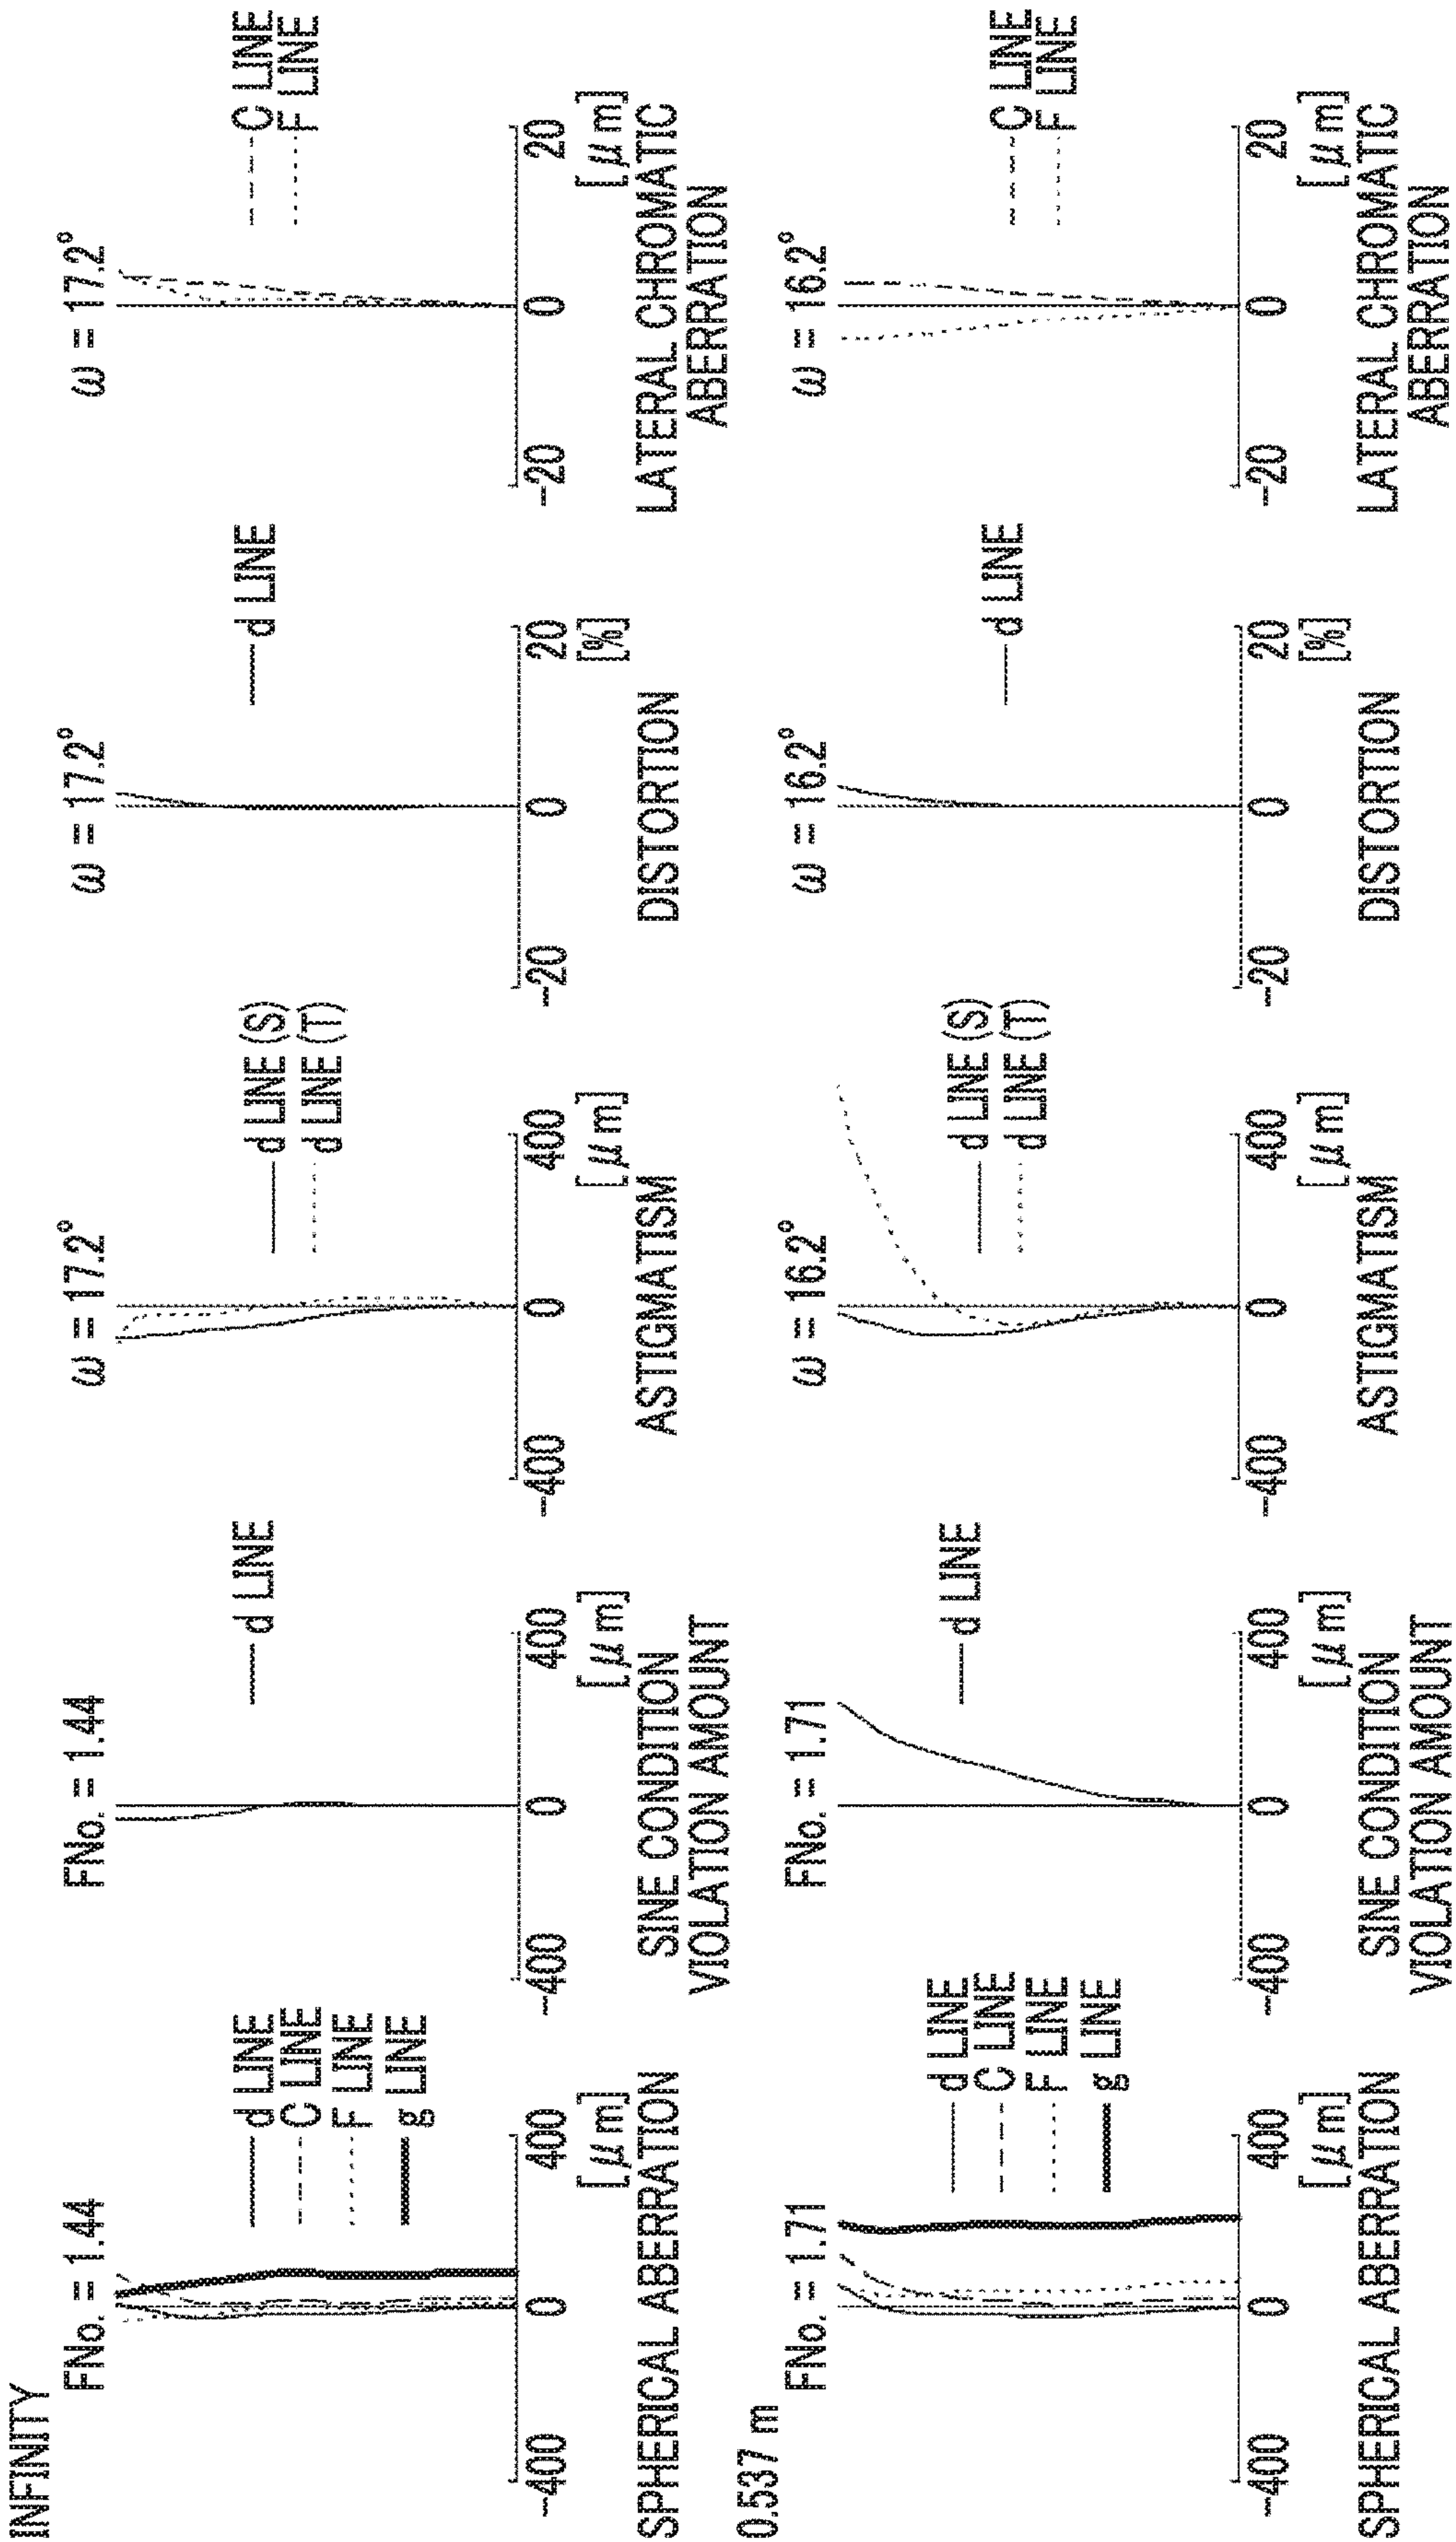 INFINITY
FNo. = 1.44
d LINE
C LINE
F LINE
g LINE
-400
0
400
[μm]
SPHERICAL ABERRATION
FNo. = 1.44
d LINE
-400
0
400
[μm]
SINE CONDITION
VIOLATION AMOUNT
ω = 17.2°
d LINE (S)
d LINE (T)
-400
0
400
[μm]
ASTIGMATISM
ω = 17.2°
d LINE
-20
0
20
[%]
DISTORTION
ω = 17.2°
C LINE
F LINE
-20
0
20
[μm]
LATERAL CHROMATIC
ABERRATION
0.537 m
FNo. = 1.71
d LINE
C LINE
F LINE
g LINE
-400
0
400
[μm]
SPHERICAL ABERRATION
FNo. = 1.71
d LINE
-400
0
400
[μm]
SINE CONDITION
VIOLATION AMOUNT
ω = 16.2°
d LINE (S)
d LINE (T)
-400
0
400
[μm]
ASTIGMATISM
ω = 16.2°
d LINE
-20
0
20
[%]
DISTORTION
ω = 16.2°
C LINE
F LINE
-20
0
20
[μm]
LATERAL CHROMATIC
ABERRATION